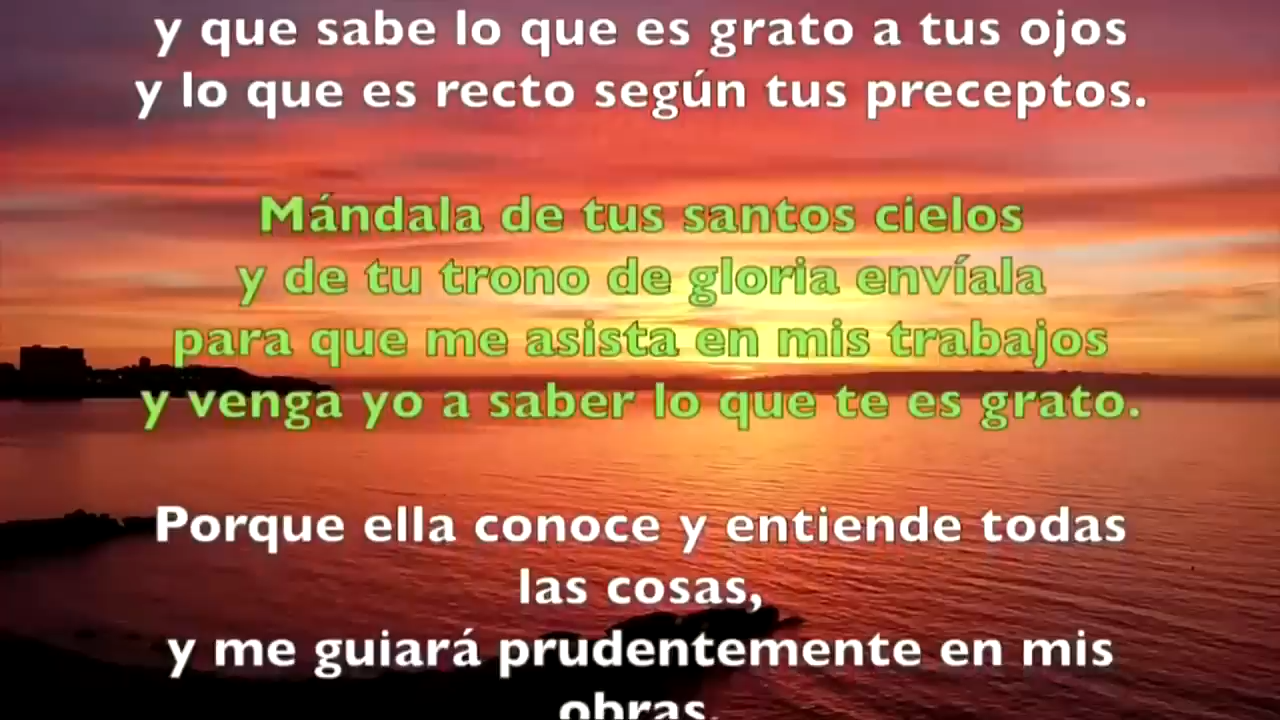 y que sabe lo que es grato a tus ojos
y lo que es recto según tus preceptos.
Mándala de tus santos cielos
y de tu trono de gloria envíala
para que me asista en mis trabajos
y venga yo a saber lo que te es grato.
Porque ella conoce y entiende todas
las cosas,
y me guiará prudentemente en mis
obras.